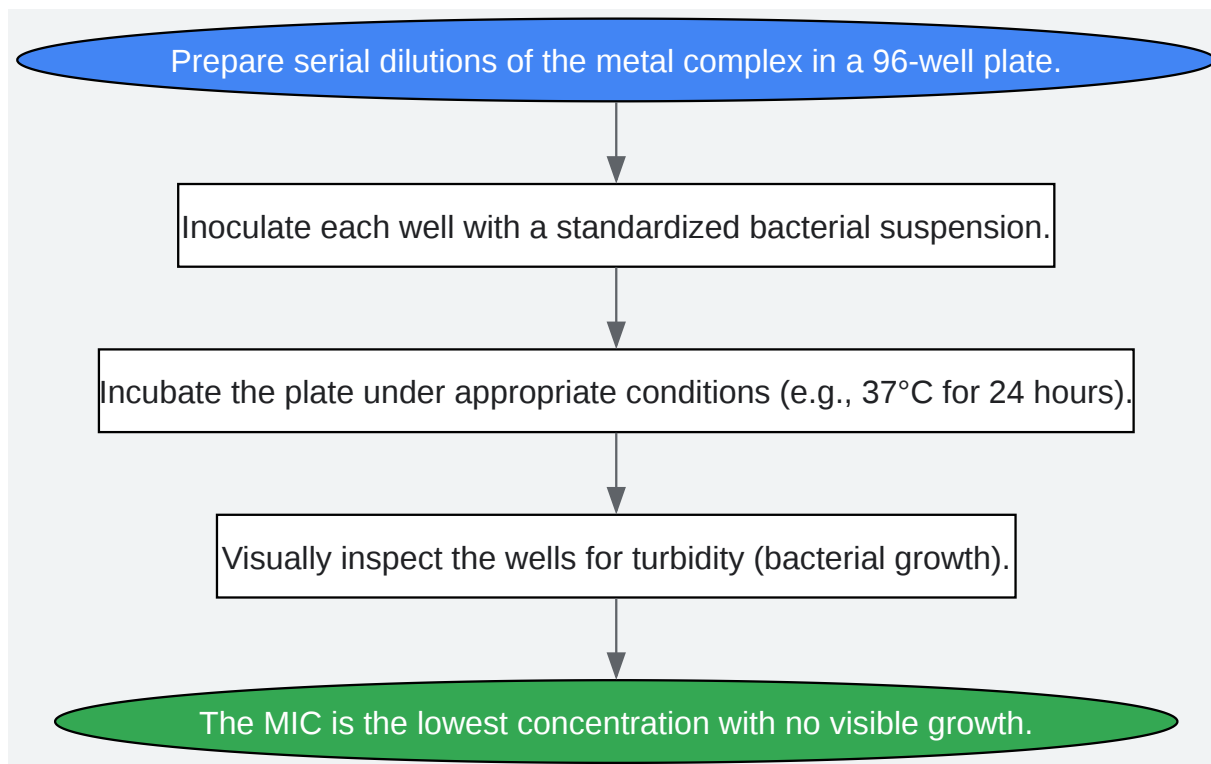 Prepare serial dilutions of the metal complex in a 96-well plate.
Inoculate each well with a standardized bacterial suspension.
Incubate the plate under appropriate conditions (e.g., 37°C for 24 hours).
Visually inspect the wells for turbidity (bacterial growth).
The MIC is the lowest concentration with no visible growth.